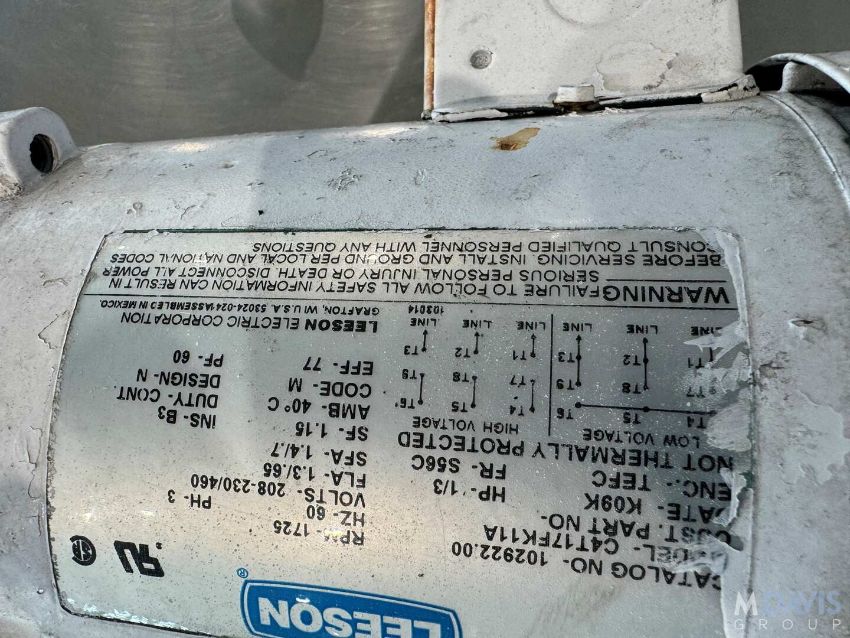 LEESON®
CATALOG NO- 102922.00
MODEL- C4T17FK11A
CUST. PART NO-
DATE- K09K
ENC.- TEFC
HP- 1/3
FR- S56C
NOT THERMALLY PROTECTED
RPM- 1725
HZ- 60
PH- 3
VOLTS- 208-230/460
FLA- 1.3/.65
SFA- 1.4/.7
SF- 1.15
INS- B3
AMB- 40°C
DUTY- CONT.
CODE- M
DESIGN- N
EFF- 77
PF- 60
LOW VOLTAGE
T4 T5 T6
T7 T8 T9
T1 T2 T3
LINE LINE LINE
HIGH VOLTAGE
T4 T5 T6
T7 T8 T9
T1 T2 T3
LINE LINE LINE
103014
LEESON ELECTRIC CORPORATION
GRAFTON, WI U.S.A. 53024-0241 ASSEMBLED IN MEXICO.
WARNING FAILURE TO FOLLOW ALL SAFETY INFORMATION CAN RESULT IN
SERIOUS PERSONAL INJURY OR DEATH. DISCONNECT ALL POWER
BEFORE SERVICING. INSTALL AND GROUND PER LOCAL AND NATIONAL CODES
CONSULT QUALIFIED PERSONNEL WITH ANY QUESTIONS
M DAVIS
GROUP